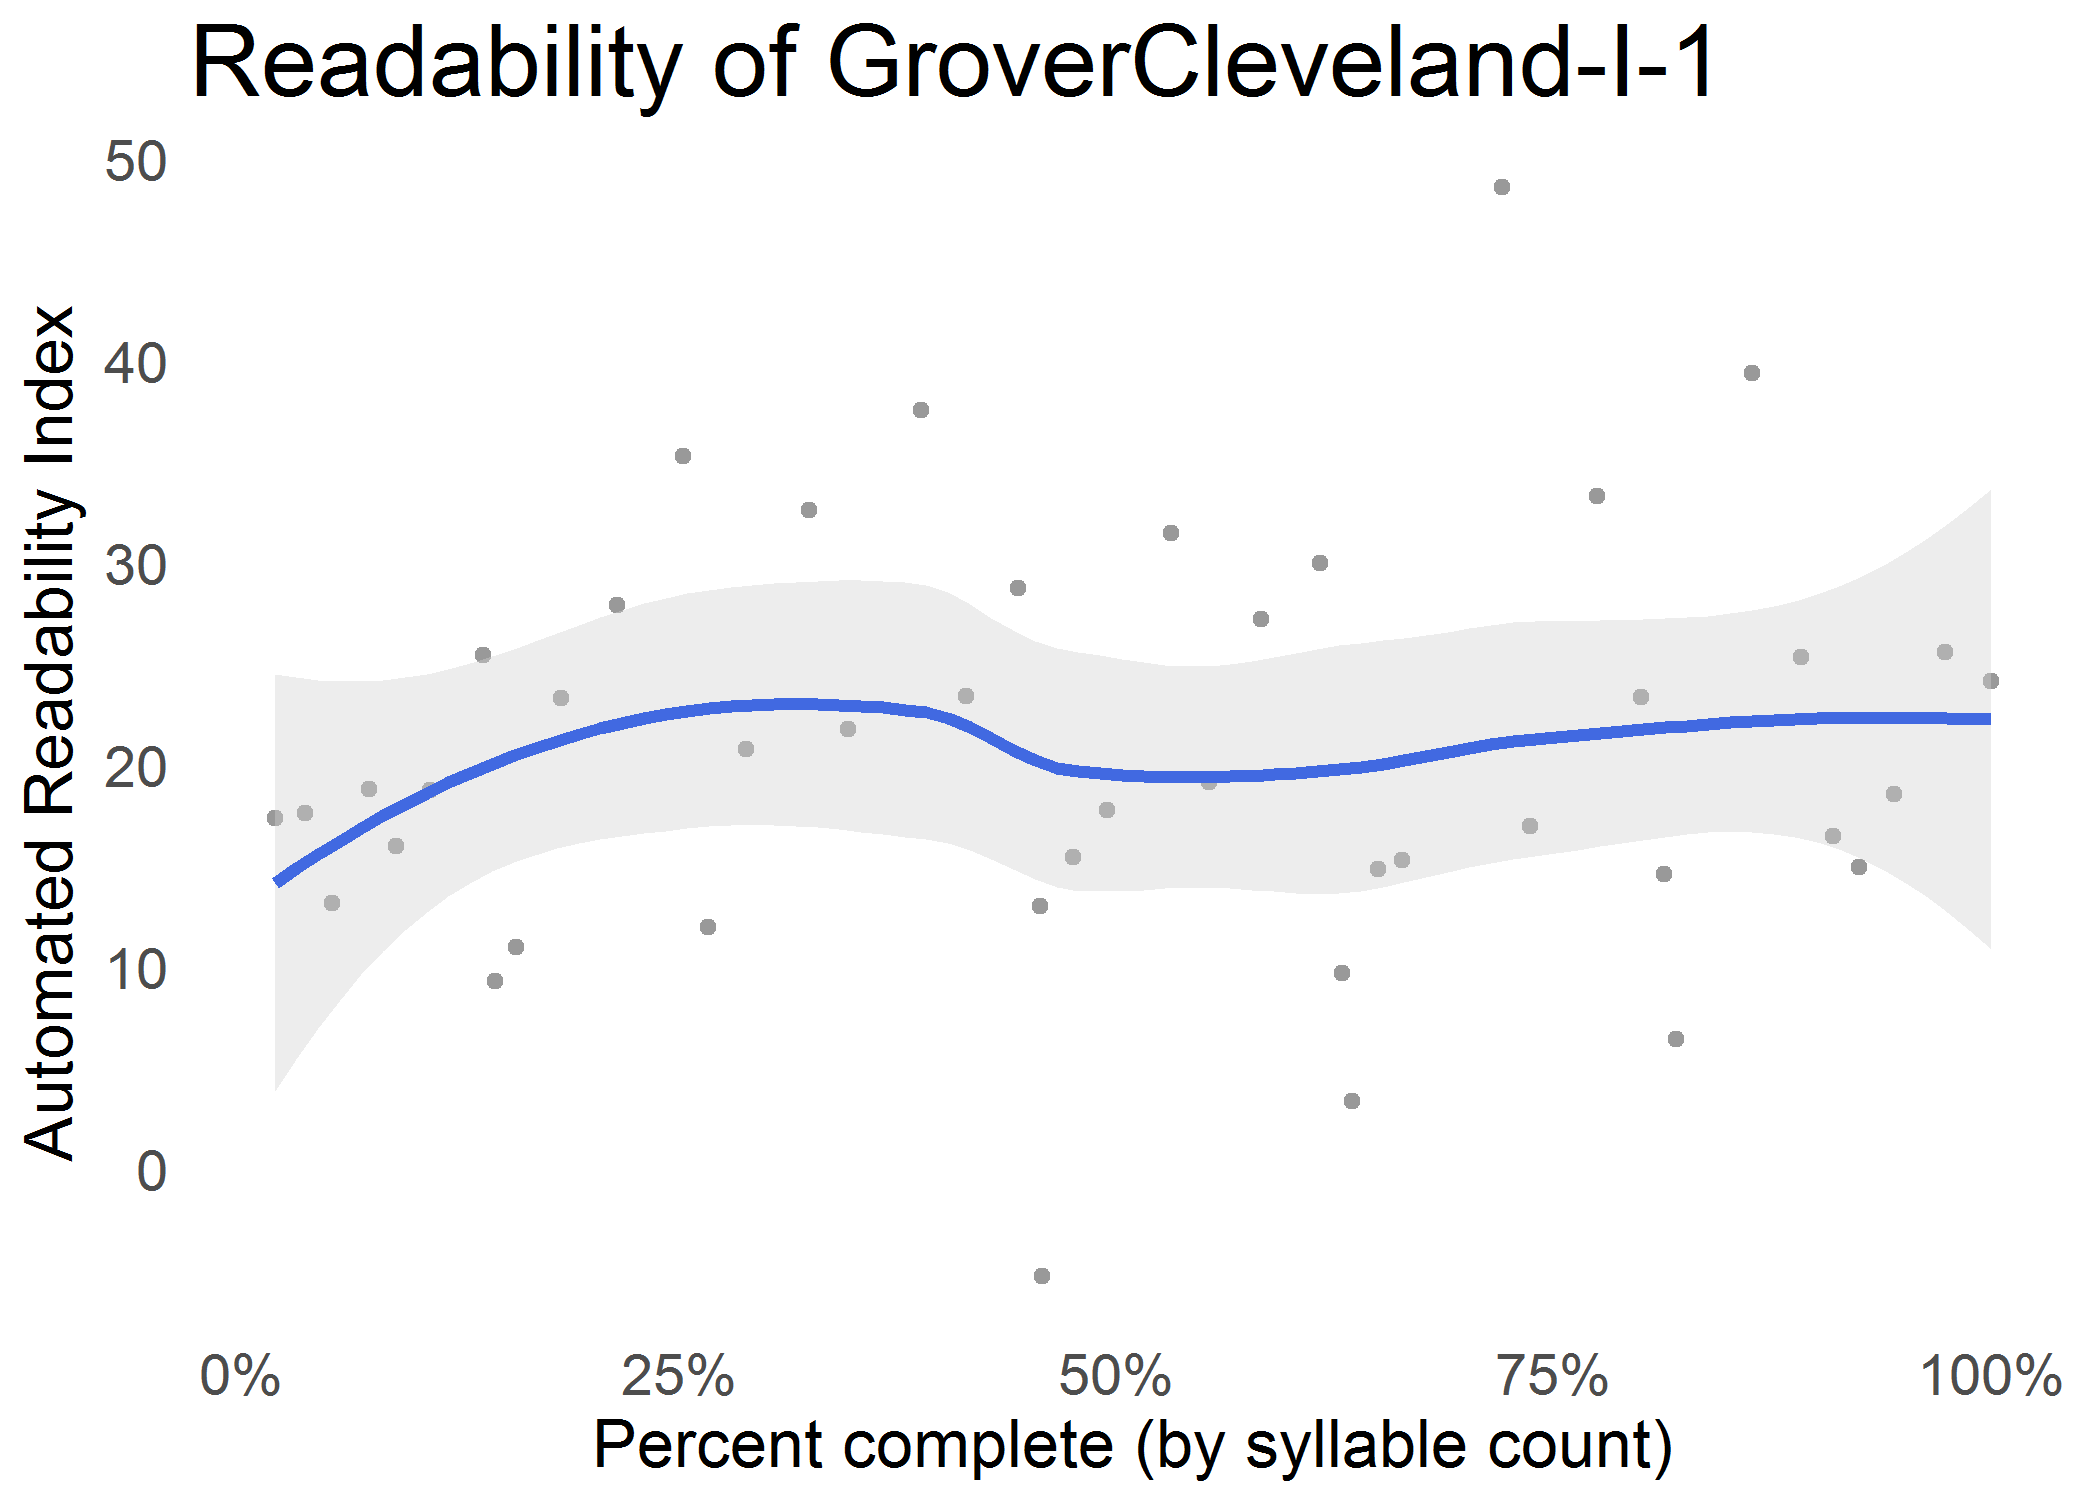 Readability of GroverCleveland-I-1
Automated Readability Index
50
40
30
20
10
0
0% 25% 50% 75% 100%
Percent complete (by syllable count)